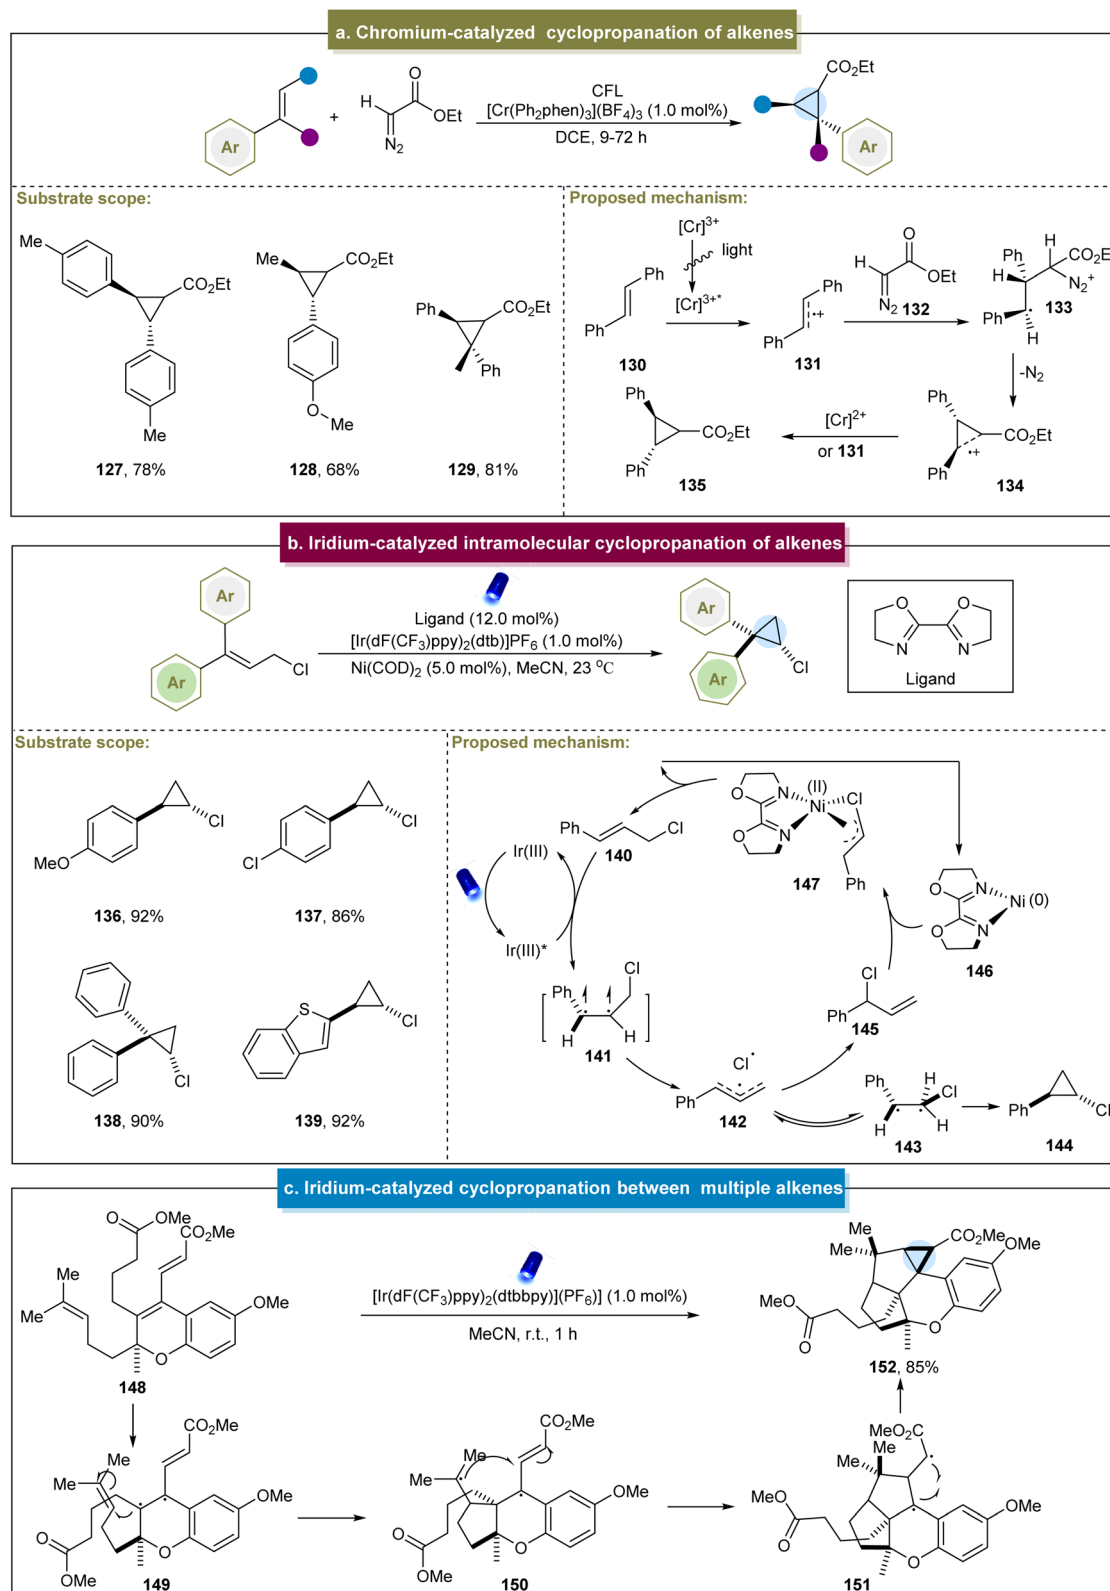 a. Chromium-catalyzed cyclopropanation of alkenes
Ar
+
H
N2
O
OEt
CFL
[Cr(Ph2phen)3](BF4)3 (1.0 mol%)
DCE, 9-72 h
CO2Et
Ar
Substrate scope:
Me
CO2Et
Me
127, 78%
Me
CO2Et
O
Me
128, 68%
Ph
CO2Et
Ph
129, 81%
Proposed mechanism:
[Cr]3+
light
[Cr]3+*
Ph
Ph
130
Ph
Ph
•+
131
H
O
OEt
N2 132
H
Ph
CO2Et
H
N2+
Ph
H
133
-N2
Ph
CO2Et
Ph
•+
134
[Cr]2+
or 131
Ph
CO2Et
Ph
135
b. Iridium-catalyzed intramolecular cyclopropanation of alkenes
Ar
Ar
Cl
Ligand (12.0 mol%)
[Ir(dF(CF3)ppy)2(dtb)]PF6 (1.0 mol%)
Ni(COD)2 (5.0 mol%), MeCN, 23 °C
Ar
Ar
Cl
O
O
N
N
Ligand
Substrate scope:
MeO
Cl
136, 92%
Cl
Cl
137, 86%
Cl
138, 90%
S
Cl
139, 92%
Proposed mechanism:
Ir(III)
Ir(III)*
Ph
Cl
140
O
N
O
N
(II)
Ni
Cl
Ph
147
O
N
O
N
Ni(0)
146
Cl
Ph
H
H
141
Cl•
Ph
142
Cl
Ph
145
Ph
H
Cl
H
H
143
Ph
Cl
144
c. Iridium-catalyzed cyclopropanation between multiple alkenes
O
OMe
CO2Me
Me
Me
OMe
O
148
[Ir(dF(CF3)ppy)2(dtbbpy)](PF6)] (1.0 mol%)
MeCN, r.t., 1 h
Me
Me
CO2Me
OMe
MeO
O
O
Me
152, 85%
CO2Me
Me
Me
OMe
O
O
OMe
Me
149
CO2Me
Me
Me
OMe
O
O
OMe
Me
150
MeO2C
Me
Me
MeO
O
OMe
O
Me
151